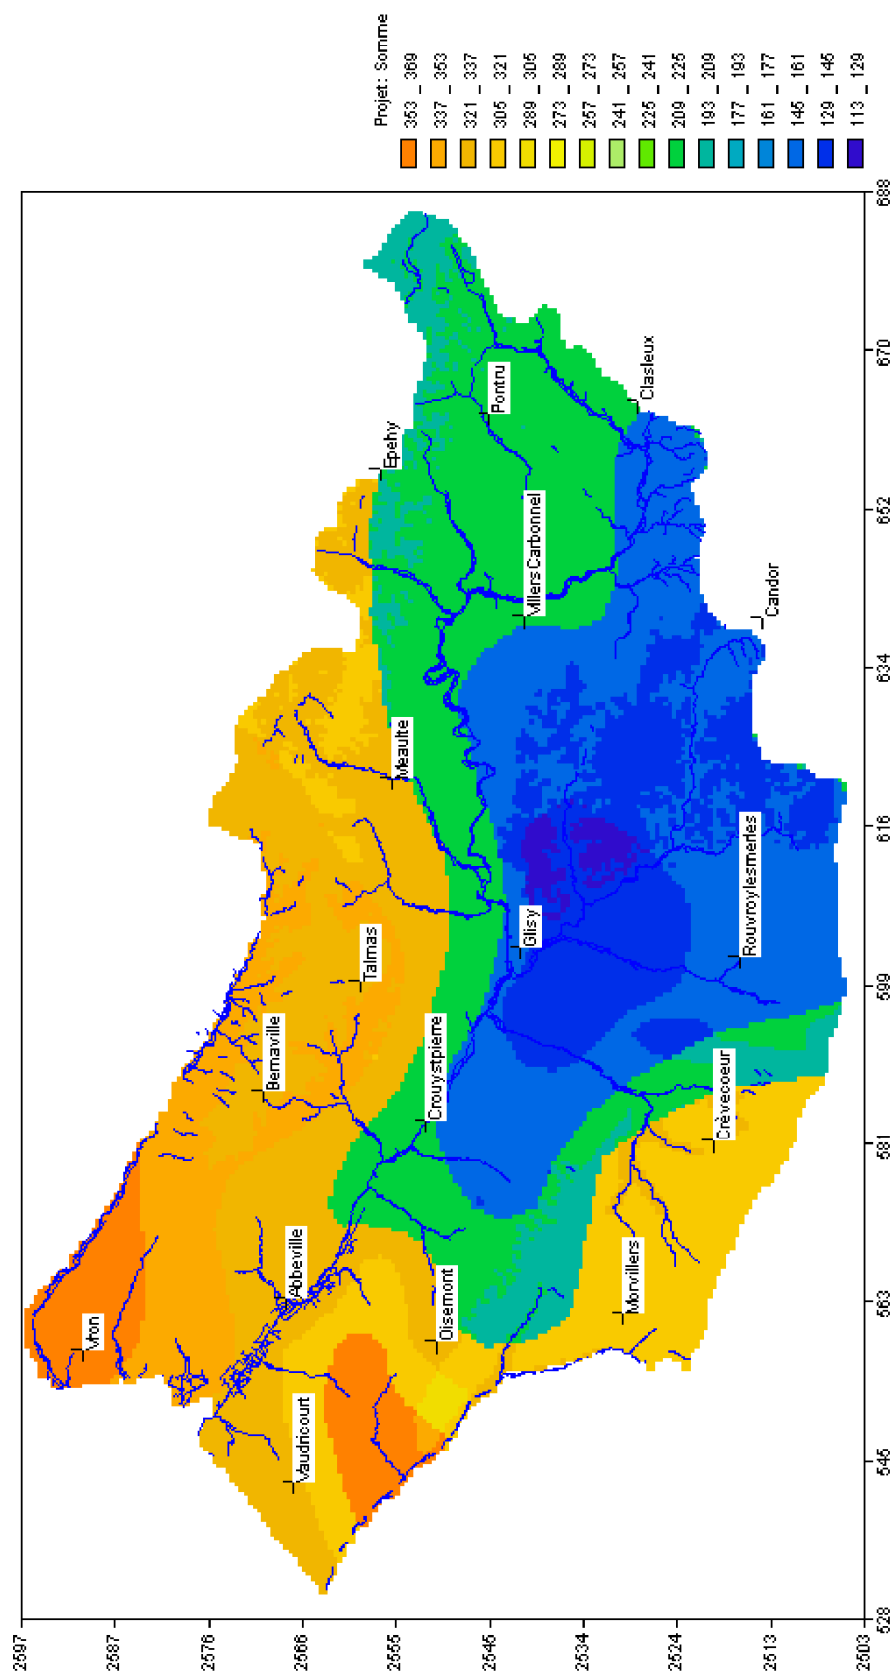 Projet: Somme
353 _ 369
337 _ 353
321 _ 337
305 _ 321
289 _ 305
273 _ 289
257 _ 273
241 _ 257
225 _ 241
209 _ 225
193 _ 209
177 _ 193
161 _ 177
145 _ 161
129 _ 145
113 _ 129
2597
2587
2576
2566
2555
2545
2534
2524
2513
2503
528
546
563
581
599
616
634
652
670
688
Vron
Vaudricourt
Abbeville
Oisemont
Bernaville
Talmas
Crouystpierre
Morvillers
Crèvecoeur
Meaulte
Glisy
Rouvroylesmerles
Epehy
Villers Carbonnel
Pontru
Clasleux
Candor